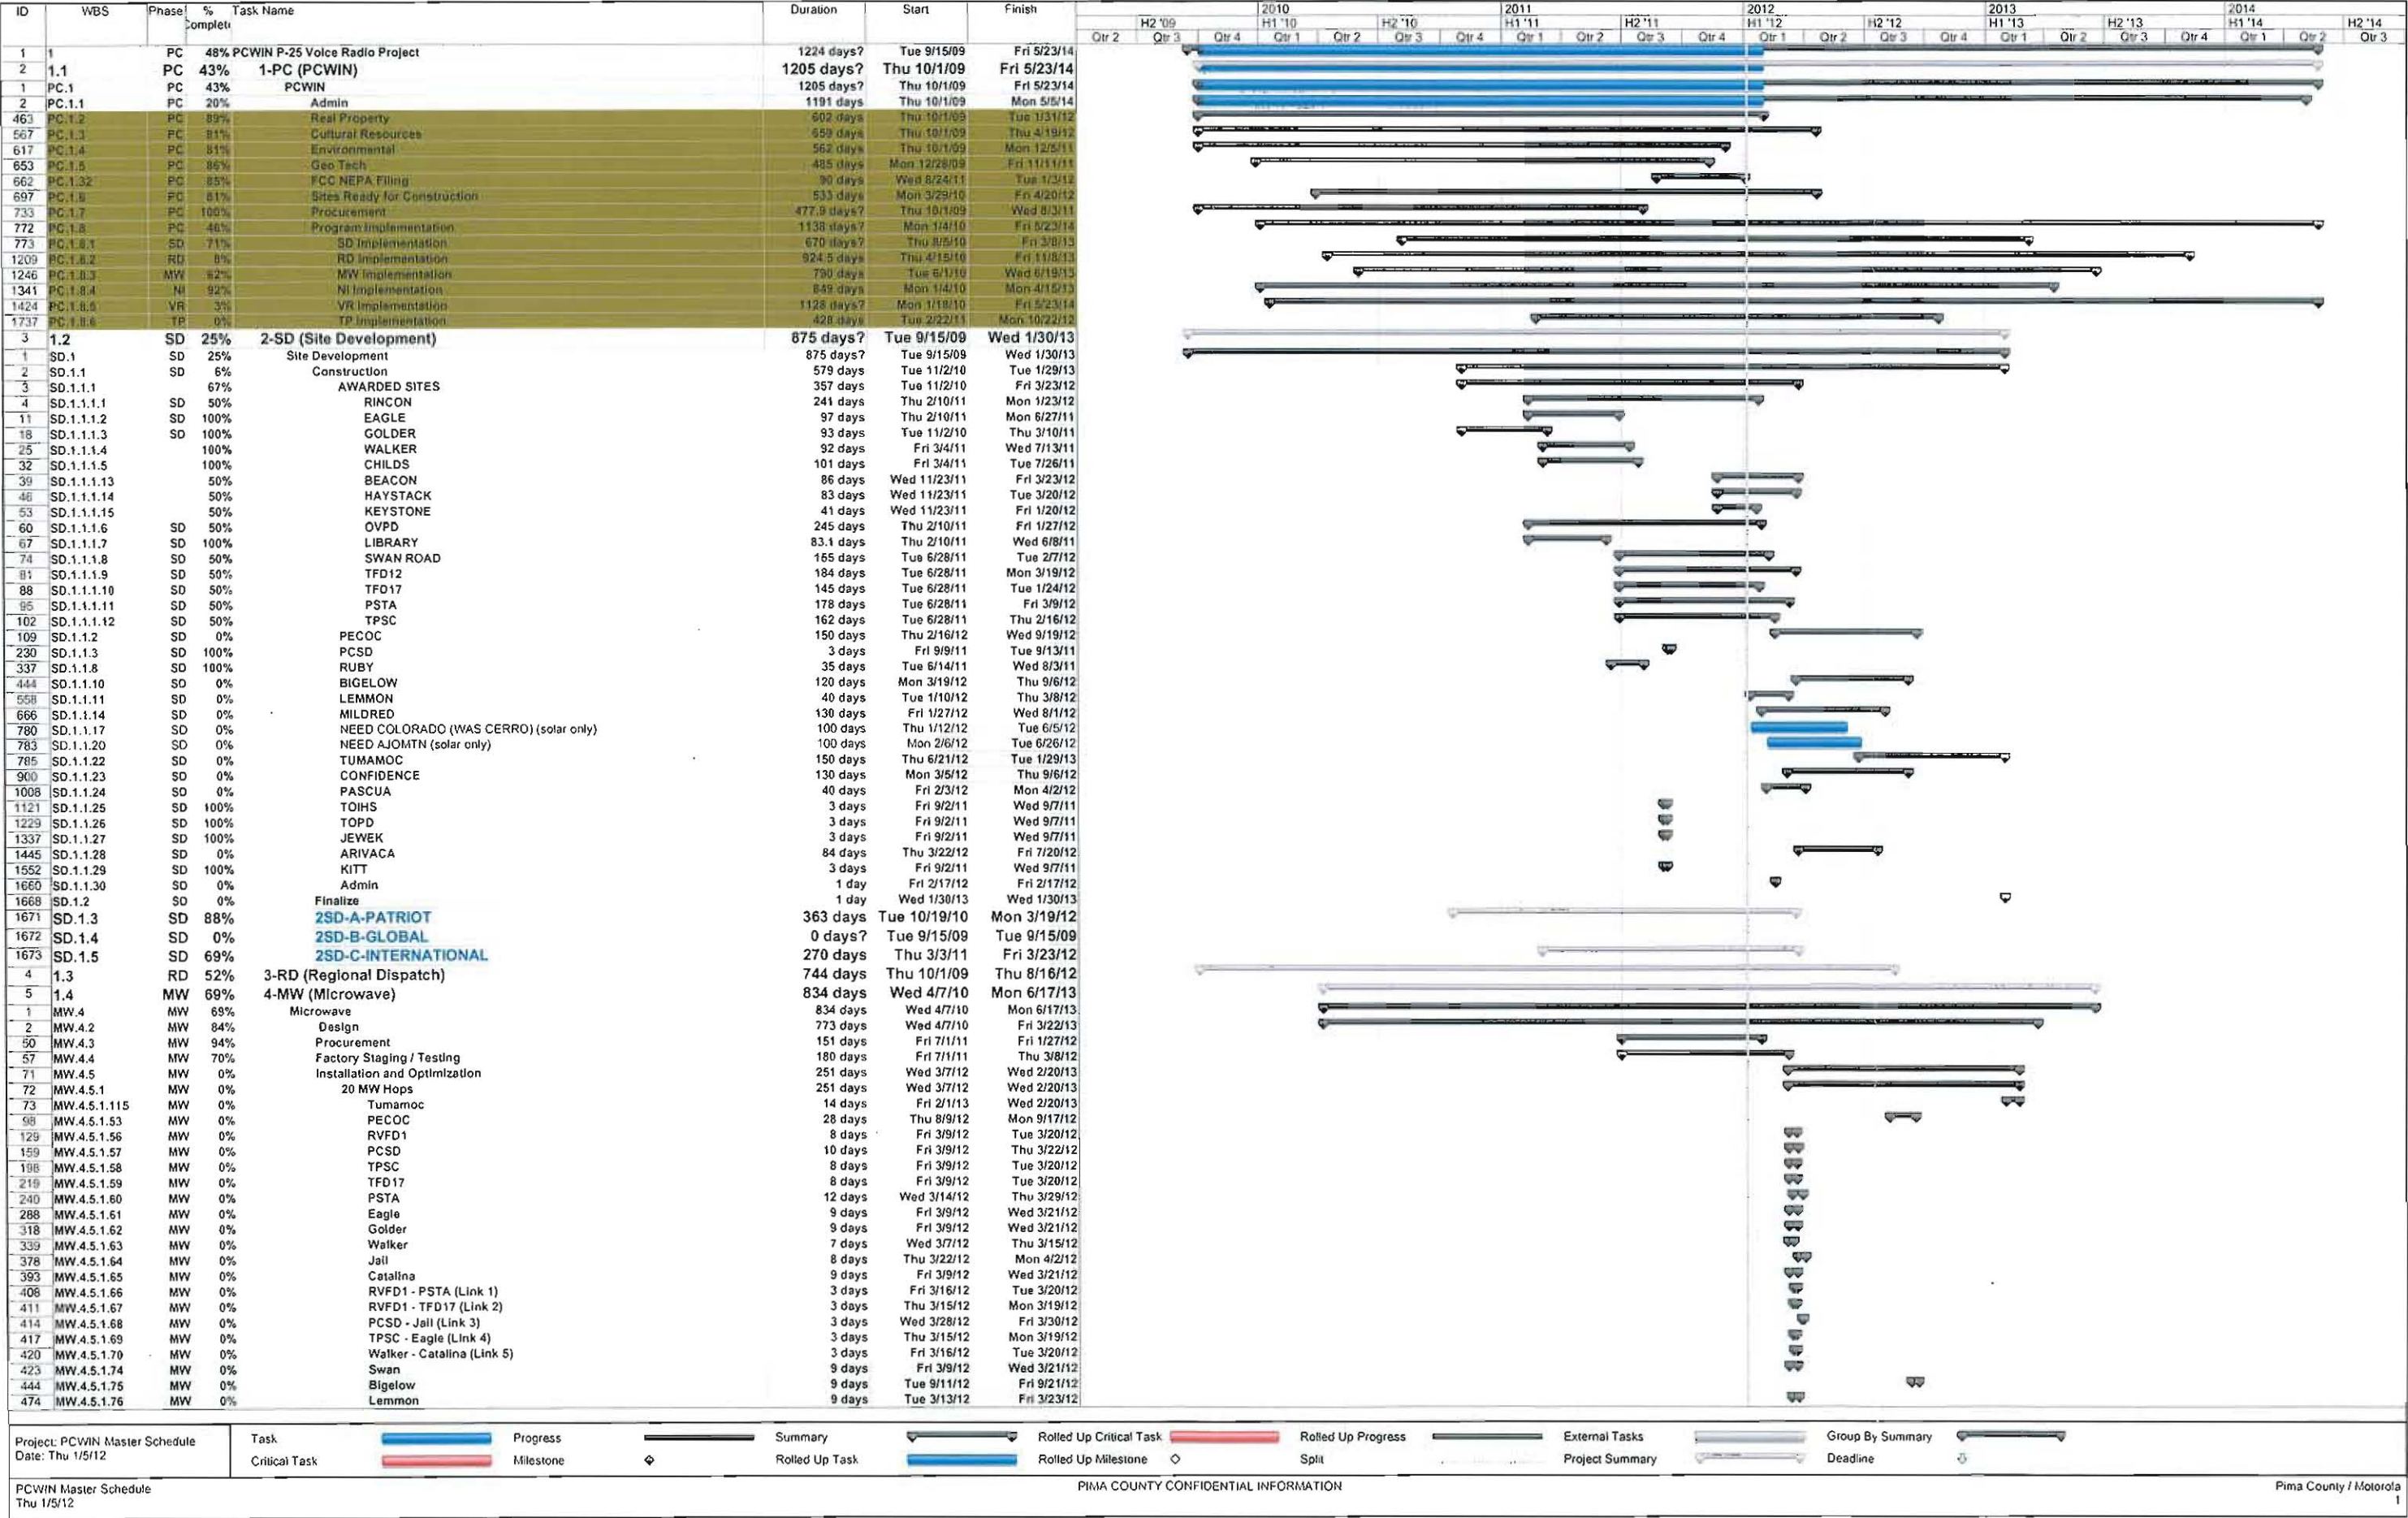 ID WBS Phase % Complete Task Name Duration Start Finish
2010 2011 2012 2013 2014
H2 '09 H1 '10 H2 '10 H1 '11 H2 '11 H1 '12 H2 '12 H1 '13 H2 '13 H1 '14 H2 '14
Qtr 2 Qtr 3 Qtr 4 Qtr 1 Qtr 2 Qtr 3 Qtr 4 Qtr 1 Qtr 2 Qtr 3 Qtr 4 Qtr 1 Qtr 2 Qtr 3 Qtr 4 Qtr 1 Qtr 2 Qtr 3 Qtr 4 Qtr 1 Qtr 2 Qtr 3
1 1 PC 48% PCWIN P-25 Voice Radio Project 1224 days? Tue 9/15/09 Fri 5/23/14
2 1.1 PC 43% 1-PC (PCWIN) 1205 days? Thu 10/1/09 Fri 5/23/14
1 PC.1 PC 43% PCWIN 1205 days? Thu 10/1/09 Fri 5/23/14
2 PC.1.1 PC 20% Admin 1191 days Thu 10/1/09 Mon 5/5/14
463 PC.1.2 PC 89% Real Property 602 days Thu 10/1/09 Tue 1/31/12
567 PC.1.3 PC 81% Cultural Resources 659 days Thu 10/1/09 Thu 4/19/12
617 PC.1.4 PC 81% Environmental 562 days Thu 10/1/09 Mon 12/5/11
653 PC.1.5 PC 86% Geo Tech 485 days Mon 12/28/09 Fri 11/11/11
662 PC.1.32 PC 85% FCC NEPA Filing 90 days Wed 8/24/11 Tue 1/3/12
697 PC.1.6 PC 81% Sites Ready for Construction 533 days Mon 3/29/10 Fri 4/20/12
733 PC.1.7 PC 100% Procurement 477.9 days? Thu 10/1/09 Wed 8/3/11
772 PC.1.8 PC 46% Program Implementation 1138 days? Mon 1/4/10 Fri 5/23/14
773 PC.1.8.1 SD 71% SD Implementation 670 days? Thu 8/5/10 Fri 3/8/13
1209 PC.1.8.2 RD 8% RD Implementation 924.5 days? Thu 4/15/10 Fri 11/8/13
1246 PC.1.8.3 MW 62% MW Implementation 790 days Tue 6/1/10 Wed 6/19/13
1341 PC.1.8.4 NI 92% NI Implementation 849 days Mon 1/4/10 Mon 4/15/13
1424 PC.1.8.5 VR 3% VR Implementation 1128 days? Mon 1/18/10 Fri 5/23/14
1737 PC.1.8.6 TP 0% TP Implementation 428 days Tue 2/22/11 Mon 10/22/12
3 1.2 SD 25% 2-SD (Site Development) 875 days? Tue 9/15/09 Wed 1/30/13
1 SD.1 SD 25% Site Development 875 days? Tue 9/15/09 Wed 1/30/13
2 SD.1.1 SD 6% Construction 579 days Tue 11/2/10 Tue 1/29/13
3 SD.1.1.1 67% AWARDED SITES 357 days Tue 11/2/10 Fri 3/23/12
4 SD.1.1.1.1 SD 50% RINCON 241 days Thu 2/10/11 Mon 1/23/12
11 SD.1.1.1.2 SD 100% EAGLE 97 days Thu 2/10/11 Mon 6/27/11
18 SD.1.1.1.3 SD 100% GOLDER 93 days Tue 11/2/10 Thu 3/10/11
25 SD.1.1.1.4 100% WALKER 92 days Fri 3/4/11 Wed 7/13/11
32 SD.1.1.1.5 100% CHILDS 101 days Fri 3/4/11 Tue 7/26/11
39 SD.1.1.1.13 50% BEACON 86 days Wed 11/23/11 Fri 3/23/12
46 SD.1.1.1.14 50% HAYSTACK 83 days Wed 11/23/11 Tue 3/20/12
53 SD.1.1.1.15 50% KEYSTONE 41 days Wed 11/23/11 Fri 1/20/12
60 SD.1.1.1.6 SD 50% OVPD 245 days Thu 2/10/11 Fri 1/27/12
67 SD.1.1.1.7 SD 100% LIBRARY 83.1 days Thu 2/10/11 Wed 6/8/11
74 SD.1.1.1.8 SD 50% SWAN ROAD 165 days Tue 6/28/11 Tue 2/7/12
81 SD.1.1.1.9 SD 50% TFD12 184 days Tue 6/28/11 Mon 3/19/12
88 SD.1.1.1.10 SD 50% TFD17 145 days Tue 6/28/11 Tue 1/24/12
95 SD.1.1.1.11 SD 50% PSTA 178 days Tue 6/28/11 Fri 3/9/12
102 SD.1.1.1.12 SD 50% TPSC 162 days Tue 6/28/11 Thu 2/16/12
109 SD.1.1.2 SD 0% PECOC 150 days Thu 2/16/12 Wed 9/19/12
230 SD.1.1.3 SD 100% PCSD 3 days Fri 9/9/11 Tue 9/13/11
337 SD.1.1.8 SD 100% RUBY 35 days Tue 6/14/11 Wed 8/3/11
444 SD.1.1.10 SD 0% BIGELOW 120 days Mon 3/19/12 Thu 9/6/12
558 SD.1.1.11 SD 0% LEMMON 40 days Tue 1/10/12 Thu 3/8/12
666 SD.1.1.14 SD 0% MILDRED 130 days Fri 1/27/12 Wed 8/1/12
780 SD.1.1.17 SD 0% NEED COLORADO (WAS CERRO) (solar only) 100 days Thu 1/12/12 Tue 6/5/12
783 SD.1.1.20 SD 0% NEED AJOMTN (solar only) 100 days Mon 2/6/12 Tue 6/26/12
785 SD.1.1.22 SD 0% TUMAMOC 150 days Thu 6/21/12 Tue 1/29/13
900 SD.1.1.23 SD 0% CONFIDENCE 130 days Mon 3/5/12 Thu 9/6/12
1008 SD.1.1.24 SD 0% PASCUA 40 days Fri 2/3/12 Mon 4/2/12
1121 SD.1.1.25 SD 100% TOIHS 3 days Fri 9/2/11 Wed 9/7/11
1229 SD.1.1.26 SD 100% TOPD 3 days Fri 9/2/11 Wed 9/7/11
1337 SD.1.1.27 SD 100% JEWEK 3 days Fri 9/2/11 Wed 9/7/11
1445 SD.1.1.28 SD 0% ARIVACA 84 days Thu 3/22/12 Fri 7/20/12
1552 SD.1.1.29 SD 100% KITT 3 days Fri 9/2/11 Wed 9/7/11
1660 SD.1.1.30 SD 0% Admin 1 day Fri 2/17/12 Fri 2/17/12
1668 SD.1.2 SD 0% Finalize 1 day Wed 1/30/13 Wed 1/30/13
1671 SD.1.3 SD 88% 2SD-A-PATRIOT 363 days Tue 10/19/10 Mon 3/19/12
1672 SD.1.4 SD 0% 2SD-B-GLOBAL 0 days? Tue 9/15/09 Tue 9/15/09
1673 SD.1.5 SD 69% 2SD-C-INTERNATIONAL 270 days Thu 3/3/11 Fri 3/23/12
4 1.3 RD 52% 3-RD (Regional Dispatch) 744 days Thu 10/1/09 Thu 8/16/12
5 1.4 MW 69% 4-MW (Microwave) 834 days Wed 4/7/10 Mon 6/17/13
1 MW.4 MW 69% Microwave 834 days Wed 4/7/10 Mon 6/17/13
2 MW.4.2 MW 84% Design 773 days Wed 4/7/10 Fri 3/22/13
50 MW.4.3 MW 94% Procurement 151 days Fri 7/1/11 Fri 1/27/12
57 MW.4.4 MW 70% Factory Staging / Testing 180 days Fri 7/1/11 Thu 3/8/12
71 MW.4.5 MW 0% Installation and Optimization 251 days Wed 3/7/12 Wed 2/20/13
72 MW.4.5.1 MW 0% 20 MW Hops 251 days Wed 3/7/12 Wed 2/20/13
73 MW.4.5.1.115 MW 0% Tumamoc 14 days Fri 2/1/13 Wed 2/20/13
98 MW.4.5.1.53 MW 0% PECOC 28 days Thu 8/9/12 Mon 9/17/12
129 MW.4.5.1.56 MW 0% RVFD1 8 days Fri 3/9/12 Tue 3/20/12
159 MW.4.5.1.57 MW 0% PCSD 10 days Fri 3/9/12 Thu 3/22/12
198 MW.4.5.1.58 MW 0% TPSC 8 days Fri 3/9/12 Tue 3/20/12
219 MW.4.5.1.59 MW 0% TFD17 8 days Fri 3/9/12 Tue 3/20/12
240 MW.4.5.1.60 MW 0% PSTA 12 days Wed 3/14/12 Thu 3/29/12
288 MW.4.5.1.61 MW 0% Eagle 9 days Fri 3/9/12 Wed 3/21/12
318 MW.4.5.1.62 MW 0% Golder 9 days Fri 3/9/12 Wed 3/21/12
339 MW.4.5.1.63 MW 0% Walker 7 days Wed 3/7/12 Thu 3/15/12
378 MW.4.5.1.64 MW 0% Jail 8 days Thu 3/22/12 Mon 4/2/12
393 MW.4.5.1.65 MW 0% Catalina 9 days Fri 3/9/12 Wed 3/21/12
408 MW.4.5.1.66 MW 0% RVFD1 - PSTA (Link 1) 3 days Fri 3/16/12 Tue 3/20/12
411 MW.4.5.1.67 MW 0% RVFD1 - TFD17 (Link 2) 3 days Thu 3/15/12 Mon 3/19/12
414 MW.4.5.1.68 MW 0% PCSD - Jail (Link 3) 3 days Wed 3/28/12 Fri 3/30/12
417 MW.4.5.1.69 MW 0% TPSC - Eagle (Link 4) 3 days Thu 3/15/12 Mon 3/19/12
420 MW.4.5.1.70 MW 0% Walker - Catalina (Link 5) 3 days Fri 3/16/12 Tue 3/20/12
423 MW.4.5.1.74 MW 0% Swan 9 days Fri 3/9/12 Wed 3/21/12
444 MW.4.5.1.75 MW 0% Bigelow 9 days Tue 9/11/12 Fri 9/21/12
474 MW.4.5.1.76 MW 0% Lemmon 9 days Tue 3/13/12 Fri 3/23/12
Project: PCWIN Master Schedule
Date: Thu 1/5/12
Task Progress Summary Rolled Up Critical Task Rolled Up Progress External Tasks Group By Summary
Critical Task Milestone Rolled Up Task Rolled Up Milestone Split Project Summary Deadline
PCWIN Master Schedule
Thu 1/5/12
PIMA COUNTY CONFIDENTIAL INFORMATION
Pima County / Motorola
1